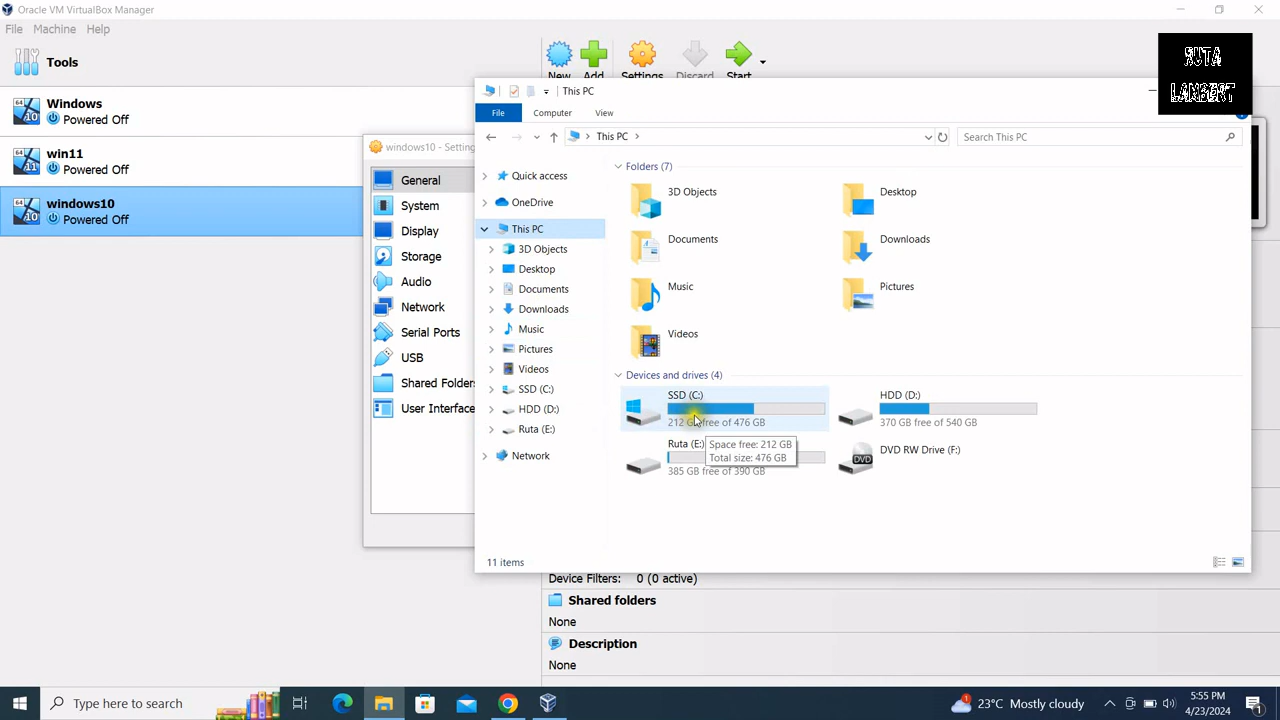 Oracle VM VirtualBox Manager
File Machine Help
Tools
New Add Settings Discard Start
RUTA
LAMBERT
Windows
Powered Off
win11
Powered Off
windows10
Powered Off
windows10 - Setting
General
System
Display
Storage
Audio
Network
Serial Ports
USB
Shared Folders
User Interface
This PC
File Computer View
This PC
Search This PC
Quick access
OneDrive
This PC
3D Objects
Desktop
Documents
Downloads
Music
Pictures
Videos
SSD (C:)
HDD (D:)
Ruta (E:)
Network
Folders (7)
3D Objects
Desktop
Documents
Downloads
Music
Pictures
Videos
Devices and drives (4)
SSD (C:)
212 GB free of 476 GB
HDD (D:)
370 GB free of 540 GB
Ruta (E:)
385 GB free of 390 GB
DVD RW Drive (F:)
DVD
Space free: 212 GB
Total size: 476 GB
11 items
Device Filters: 0 (0 active)
Shared folders
None
Description
None
Type here to search
23°C Mostly cloudy
5:55 PM
4/23/2024